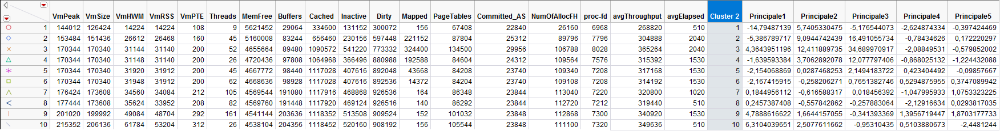 VmPeak VmSize VmHWM VmRSS VmPTE Threads MemFree Buffers Cached Inactive Dirty Mapped PageTables Committed_AS NumOfAllocFH proc-fd avgThroughput avgElapsed Cluster 2 Principale1 Principale2 Principale3 Principale4 Principale5
1 144012 126424 14224 14224 108 9 5621452 29064 334600 131152 300072 156 67408 22840 26160 6968 268820 510 1 -14,79487139 5,7405330475 -5,176544073 -2,624874334 -0,397424469
2 153484 151436 26612 26468 160 45 5160008 83244 656460 230156 597448 221152 87804 25312 89796 7796 304888 2040 2 -5,386789717 9,0944742439 16,491055734 -0,78434626 0,172220297
3 170344 170340 31144 31140 200 52 4655664 89480 1090572 541220 773332 324400 134500 29956 106788 8028 365264 2040 3 4,3643951196 12,411889735 34,689970917 -2,08849531 -0,579852002
4 170344 170340 31148 31140 200 26 4720436 97808 1064968 366496 880988 192588 84604 24312 109564 7576 315392 1530 4 -1,639593384 3,7062892078 12,077797406 -0,868025132 -1,224432088
5 170344 170340 31920 31912 200 45 4667772 98440 1117028 407616 892048 43668 84208 23740 109340 7208 317168 1530 5 -2,154068869 0,0287468253 2,1494183722 0,423404492 -0,09857667
6 170344 170340 31948 31912 200 62 4668636 98928 1117028 407616 892536 14372 84204 23740 109108 7208 314192 1530 6 -2,167415915 -0,258206271 0,7651382746 0,5294875955 0,3747089942
7 176424 173608 34560 34084 212 105 4569544 191080 1117916 468868 926536 164 86348 23844 113040 7220 320800 1020 7 0,1844956112 -0,616588317 0,018456392 -1,047995933 1,0753323225
8 177444 173608 35624 33952 208 82 4569760 191448 1117920 469124 926516 140 86292 23844 112720 7212 319440 510 8 0,2457387408 -0,557842862 -0,257883064 -2,12916634 0,0293817035
9 201020 199992 49084 48704 292 161 4541144 203636 1118352 513508 909524 152 101032 23848 112868 7300 340920 1530 9 4,7888616622 1,6644157055 -0,341393369 1,3956719447 1,8703177733
10 215352 206136 61784 53204 312 26 4538104 204356 1118452 520160 908192 156 105544 23848 111100 7320 349636 510 10 6,3104039651 2,5077611662 -0,95310435 0,5103880673 -2,4481244